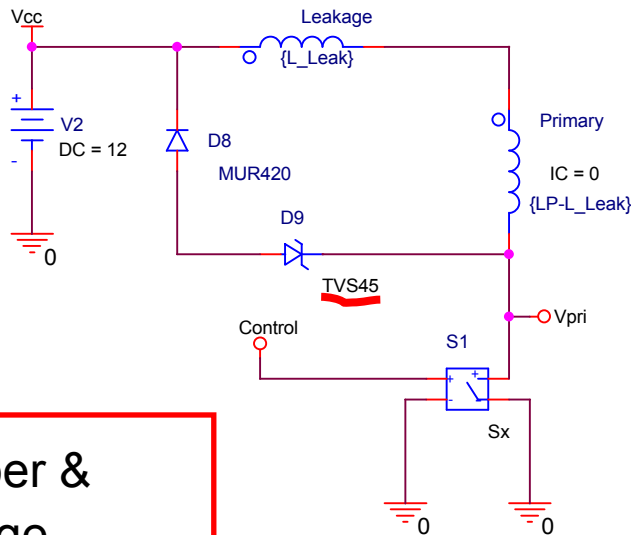 Vcc
Leakage
{L_Leak}
+
V2
-
DC = 12
0
D8
MUR420
Primary
IC = 0
{LP-L_Leak}
D9
TVS45
Control
Vpri
S1
+
+
-
-
Sx
0
0
&